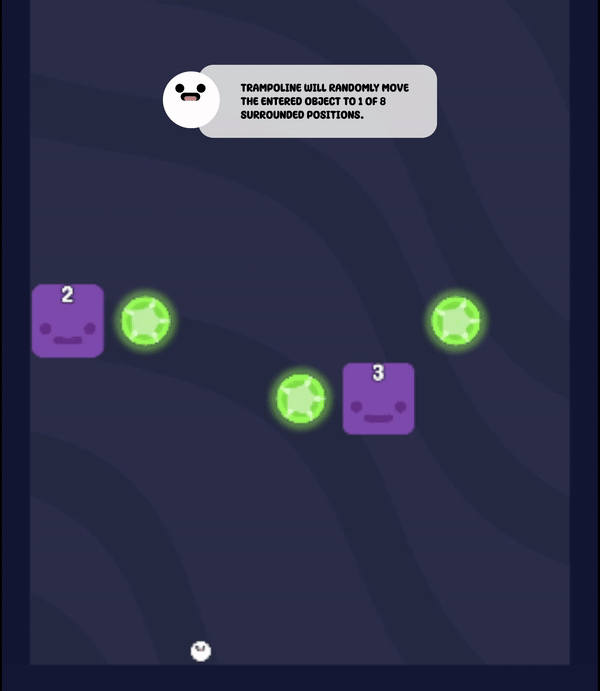 TRAMPOLINE WILL RANDOMLY MOVE
THE ENTERED OBJECT TO 1 OF 8
SURROUNDED POSITIONS.
2
3